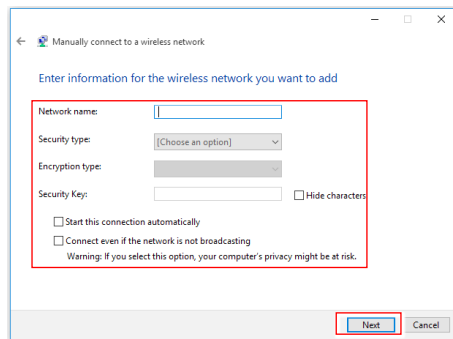 Manually connect to a wireless network
Enter information for the wireless network you want to add
Network name:
Security type: [Choose an option]
Encryption type:
Security Key: Hide characters
Start this connection automatically
Connect even if the network is not broadcasting
Warning: If you select this option, your computer's privacy might be at risk.
Next Cancel